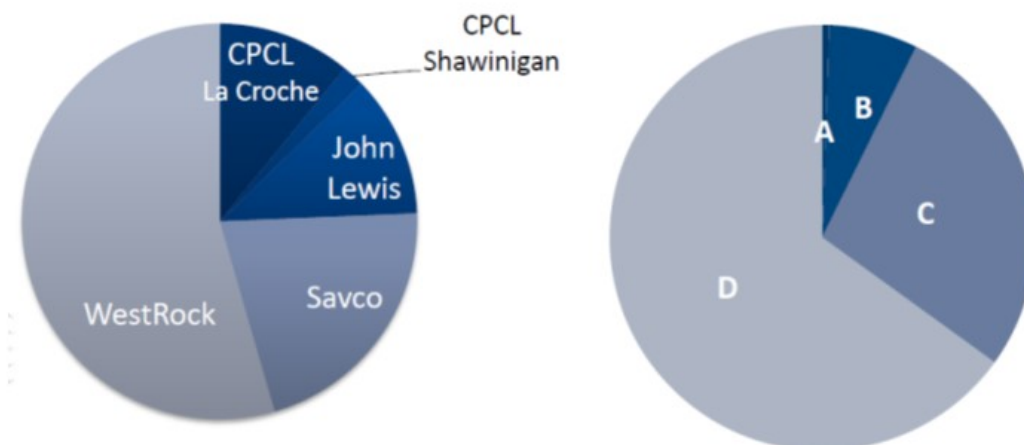 CPCL
Shawinigan
CPCL
La Croche
John
Lewis
Savco
WestRock
A
B
C
D